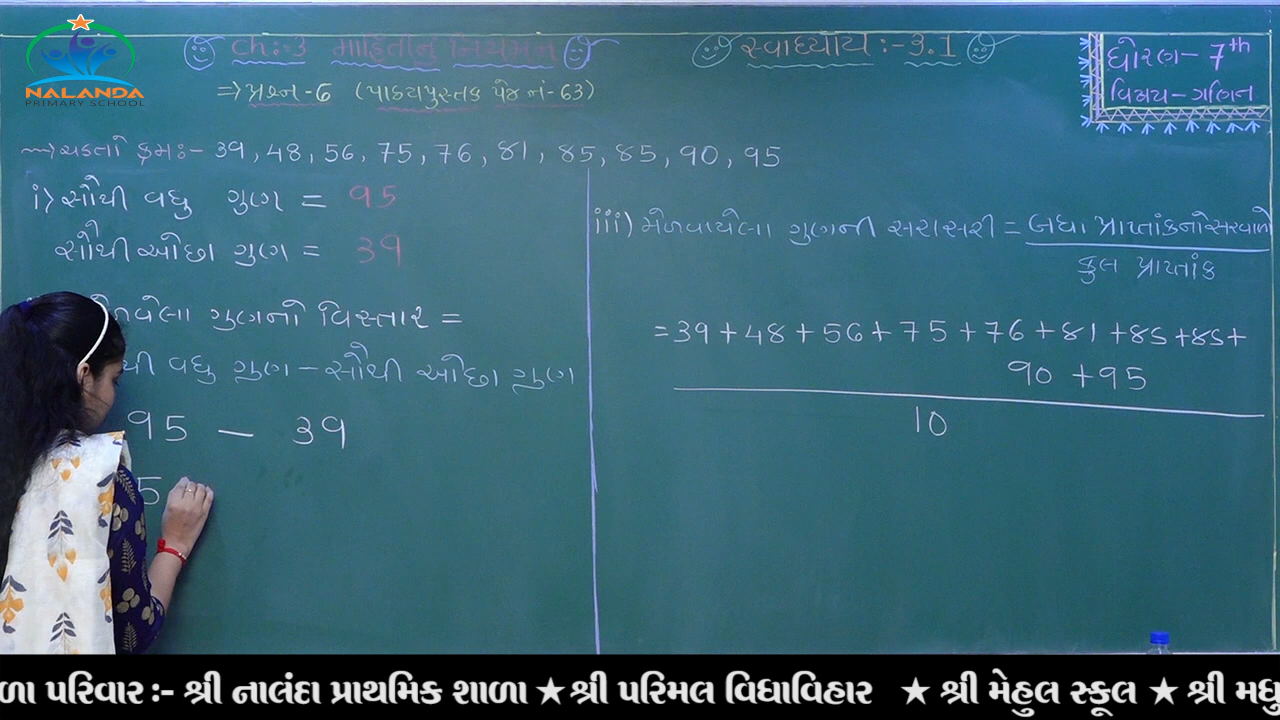 NALANDA
PRIMARY SCHOOL
Ch:-3 માહિતીનું નિયમન
સ્વાધ્યાય :- 3.1
ધોરણ- 7th
વિષય-ગણિત
⇒ પ્રશ્ન-6 (પાઠ્યપુસ્તક પેજ નં-63)
ચડતો ક્રમઃ- 39, 48, 56, 75, 76, 81, 85, 85, 90, 95
i) સૌથી વધુ ગુણ = 95
સૌથી ઓછા ગુણ = 39
ગુણનો વિસ્તાર =
વધુ ગુણ - સૌથી ઓછા ગુણ
95 - 39
5
iii) મેળવાયેલા ગુણની સરાસરી = બધા પ્રાપ્તાંકનો સરવાળો
કુલ પ્રાપ્તાંક
= 39 + 48 + 56 + 75 + 76 + 81 + 85 + 85 +
90 + 95
10
ળા પરિવાર :- શ્રી નાલંદા પ્રાથમિક શાળા ★ શ્રી પરિમલ વિધાવિહાર ★ શ્રી મેહુલ સ્કૂલ ★ શ્રી મધુ